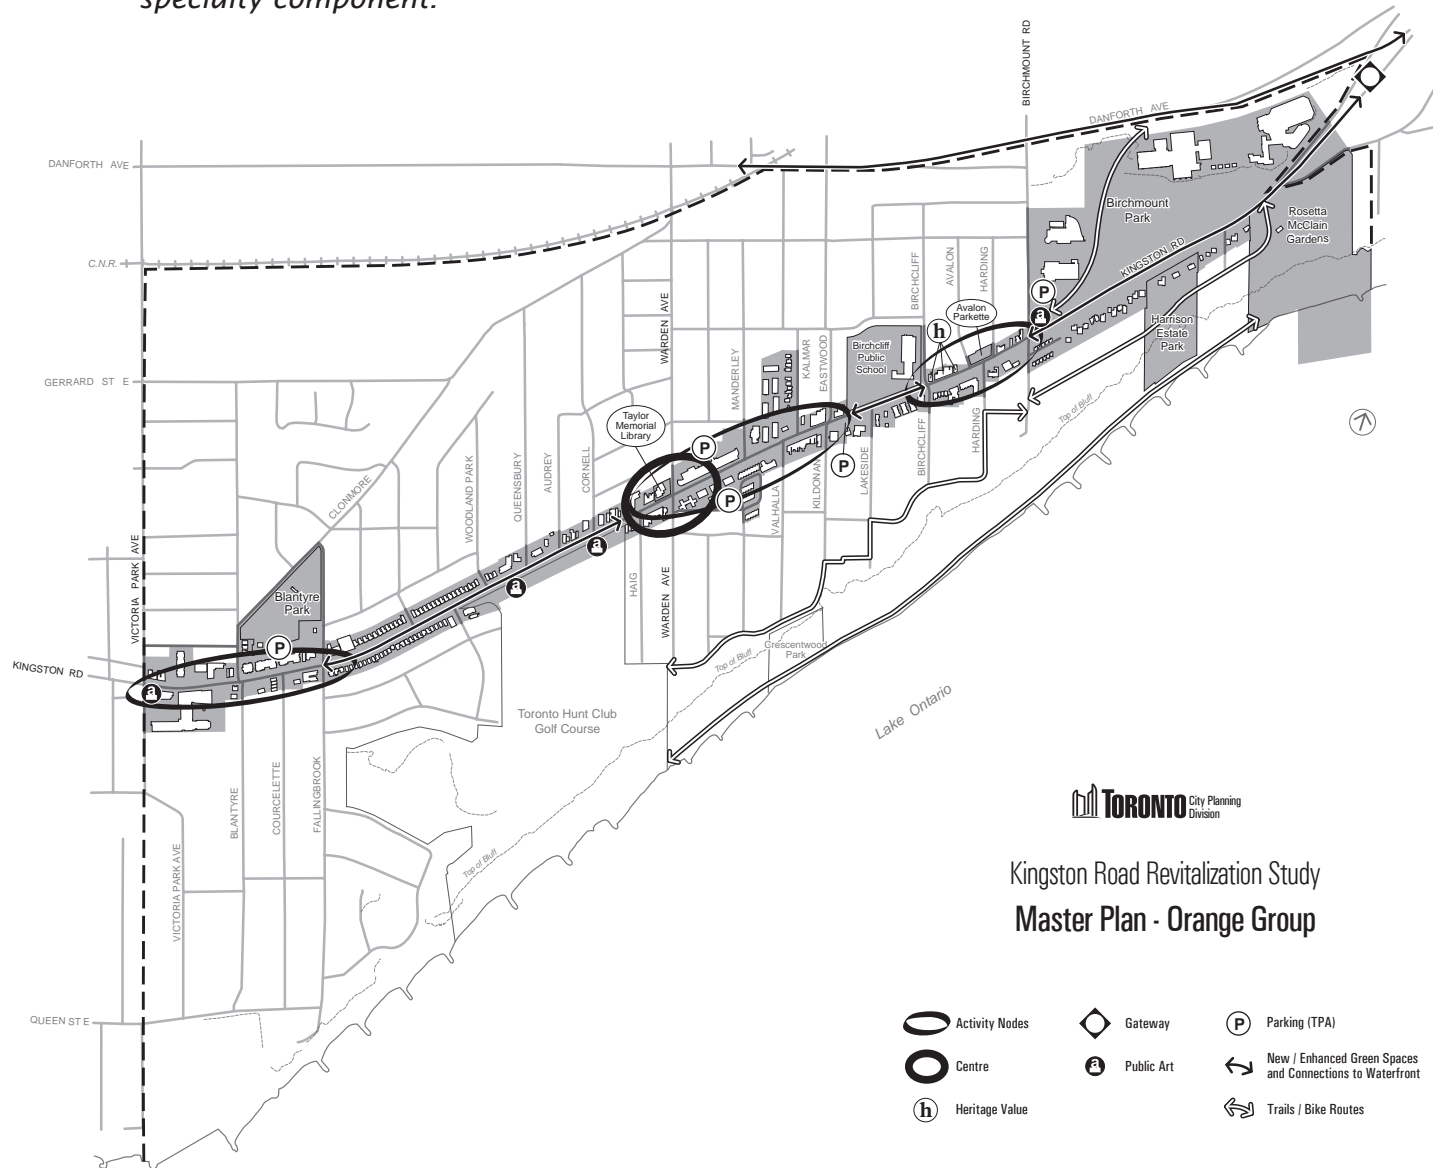 specialty component.
BIRCHMOUNT RD
DANFORTH AVE
DANFORTH AVE
Birchmount
Park
Rosetta
McClain
Gardens
C.N.R.
KINGSTON RD
BIRCHCLIFF
AVALON
HARDING
WARDEN AVE
P
a
Avalon
Parkette
h
Harrison
Estate
Park
Birchcliff
Public
School
KALMAR
EASTWOOD
MANDERLEY
GERRARD ST E
Top of Bluff
Taylor
Memorial
Library
P
P
P
HARDING
BIRCHCLIFF
LAKESIDE
KILDONAN
VALHALLA
CORNELL
AUDREY
QUEENSBURY
WOODLAND PARK
CLONMORE
a
a
HAIG
WARDEN AVE
VICTORIA PARK AVE
Blantyre
Park
P
Crescentwood
Park
Top of Bluff
KINGSTON RD
a
Lake Ontario
Toronto Hunt Club
Golf Course
BLANTYRE
COURCELETTE
FALLINGBROOK
VICTORIA PARK AVE
Top of Bluff
QUEEN ST E
TORONTO City Planning
Division
Kingston Road Revitalization Study
Master Plan - Orange Group
Activity Nodes
Gateway
P Parking (TPA)
Centre
a Public Art
New / Enhanced Green Spaces
and Connections to Waterfront
h Heritage Value
Trails / Bike Routes